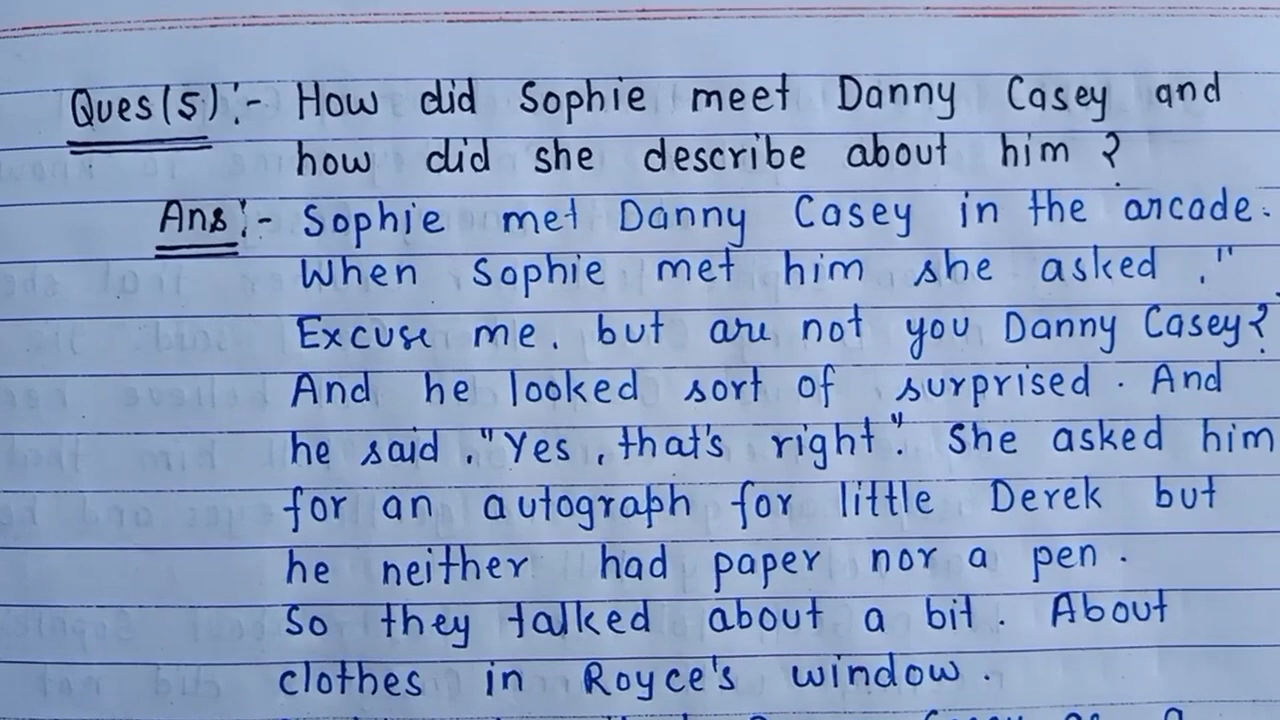 Ques(5):- How did Sophie meet Danny Casey and
how did she describe about him ?
Ans:- Sophie met Danny Casey in the arcade.
When Sophie met him she asked ,"
Excuse me, but are not you Danny Casey?
And he looked sort of surprised. And
he said, "Yes, that's right". She asked him
for an autograph for little Derek but
he neither had paper nor a pen.
So they talked about a bit. About
clothes in Royce's window.